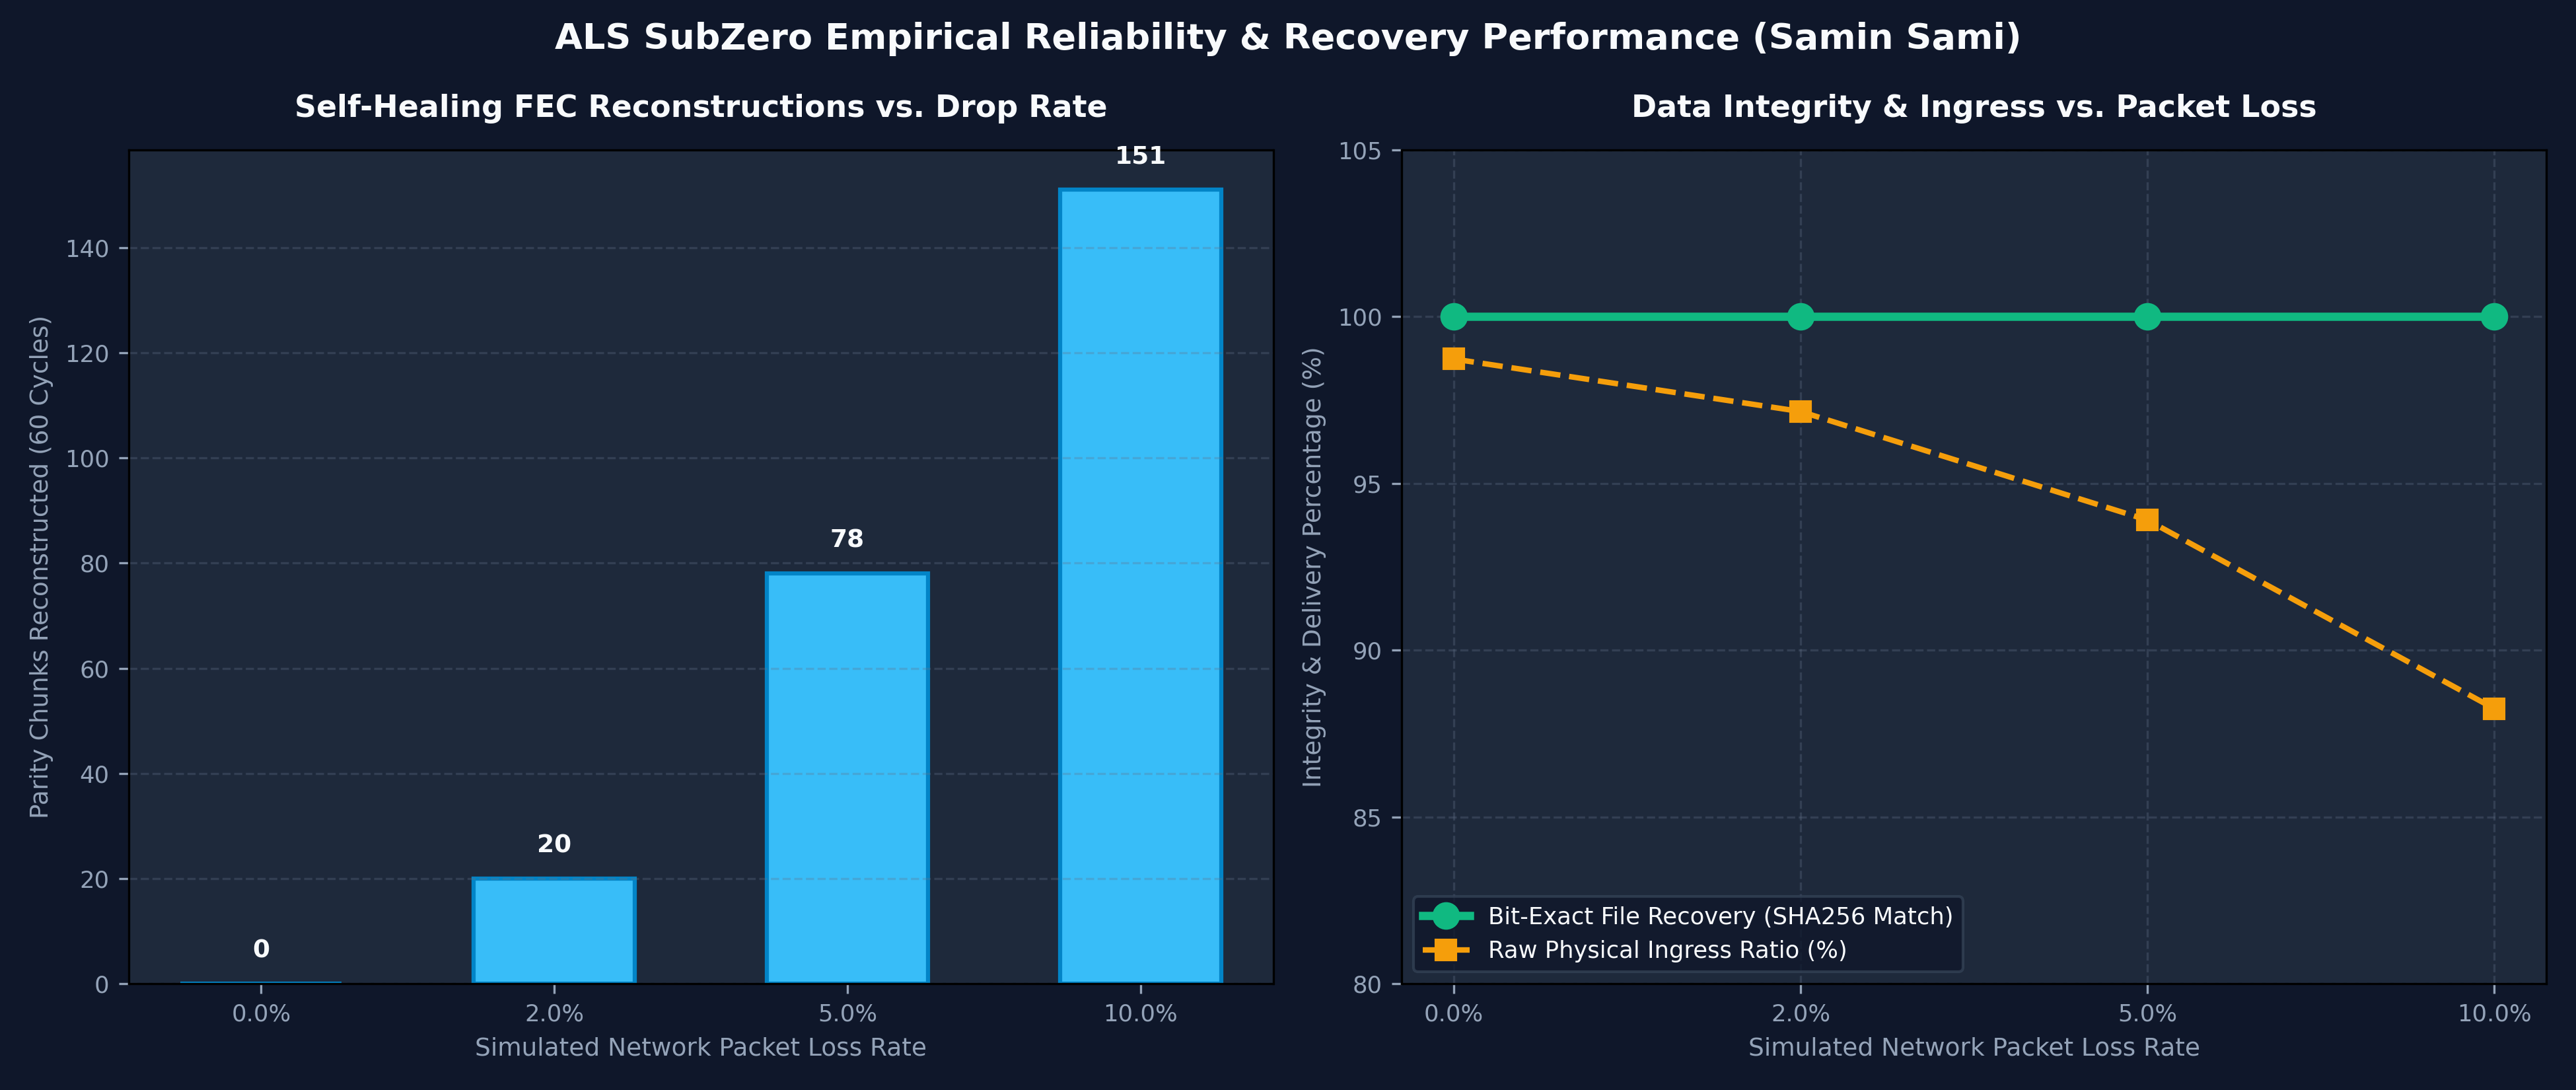 ALS SubZero Empirical Reliability & Recovery Performance (Samin Sami)
Self-Healing FEC Reconstructions vs. Drop Rate
Parity Chunks Reconstructed (60 Cycles)
140
120
100
80
60
40
20
0
0
20
78
151
0.0%
2.0%
5.0%
10.0%
Simulated Network Packet Loss Rate
Data Integrity & Ingress vs. Packet Loss
Integrity & Delivery Percentage (%)
105
100
95
90
85
80
Bit-Exact File Recovery (SHA256 Match)
Raw Physical Ingress Ratio (%)
0.0%
2.0%
5.0%
10.0%
Simulated Network Packet Loss Rate